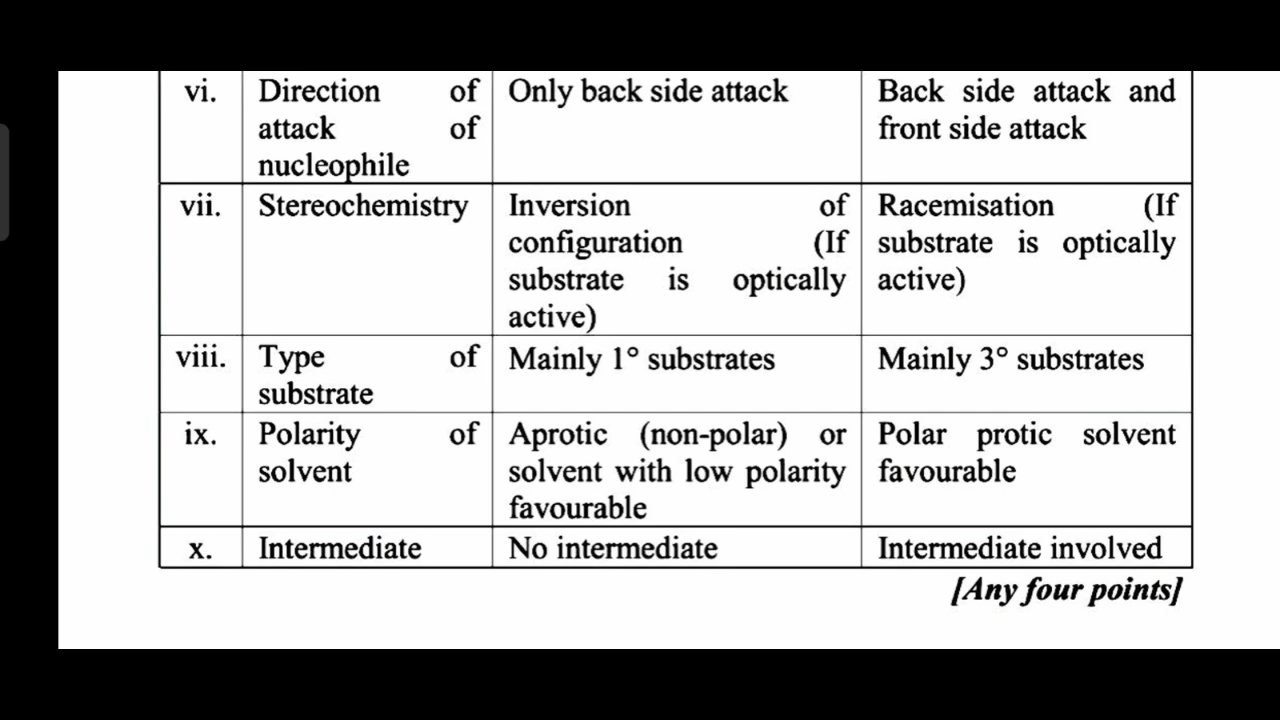 vi. Direction of Only back side attack Back side attack and
attack of front side attack
nucleophile
vii. Stereochemistry Inversion of Racemisation (If
configuration (If substrate is optically
substrate is optically active)
active)
viii. Type of Mainly 1° substrates Mainly 3° substrates
substrate
ix. Polarity of Aprotic (non-polar) or Polar protic solvent
solvent solvent with low polarity favourable
favourable
x. Intermediate No intermediate Intermediate involved
[Any four points]